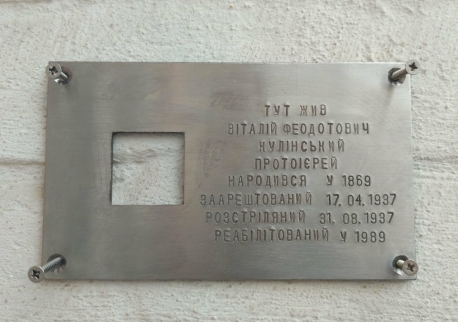 ТУТ ЖИВ
ВІТАЛІЙ ФЕОДОТОВИЧ
КУЛІНСЬКИЙ
ПРОТОІЄРЕЙ
НАРОДИВСЯ У 1869
ЗААРЕШТОВАНИЙ 17.04.1937
РОЗСТРІЛЯНИЙ 31.08.1937
РЕАБІЛІТОВАНИЙ У 1989